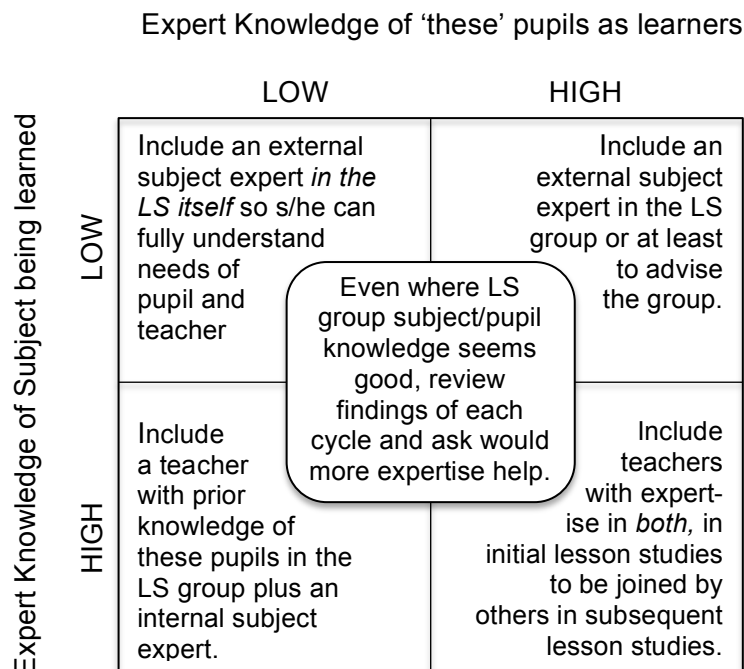 Expert Knowledge of ‘these’ pupils as learners
LOW
HIGH
Expert Knowledge of Subject being learned
LOW
Include an external
subject expert in the
LS itself so s/he can
fully understand
needs of
pupil and
teacher
Include an
external subject
expert in the LS
group or at least
to advise
the group.
Even where LS
group subject/pupil
knowledge seems
good, review
findings of each
cycle and ask would
more expertise help.
HIGH
Include
a teacher
with prior
knowledge of
these pupils in the
LS group plus an
internal subject
expert.
Include
teachers
with expert-
ise in both, in
initial lesson studies
to be joined by
others in subsequent
lesson studies.